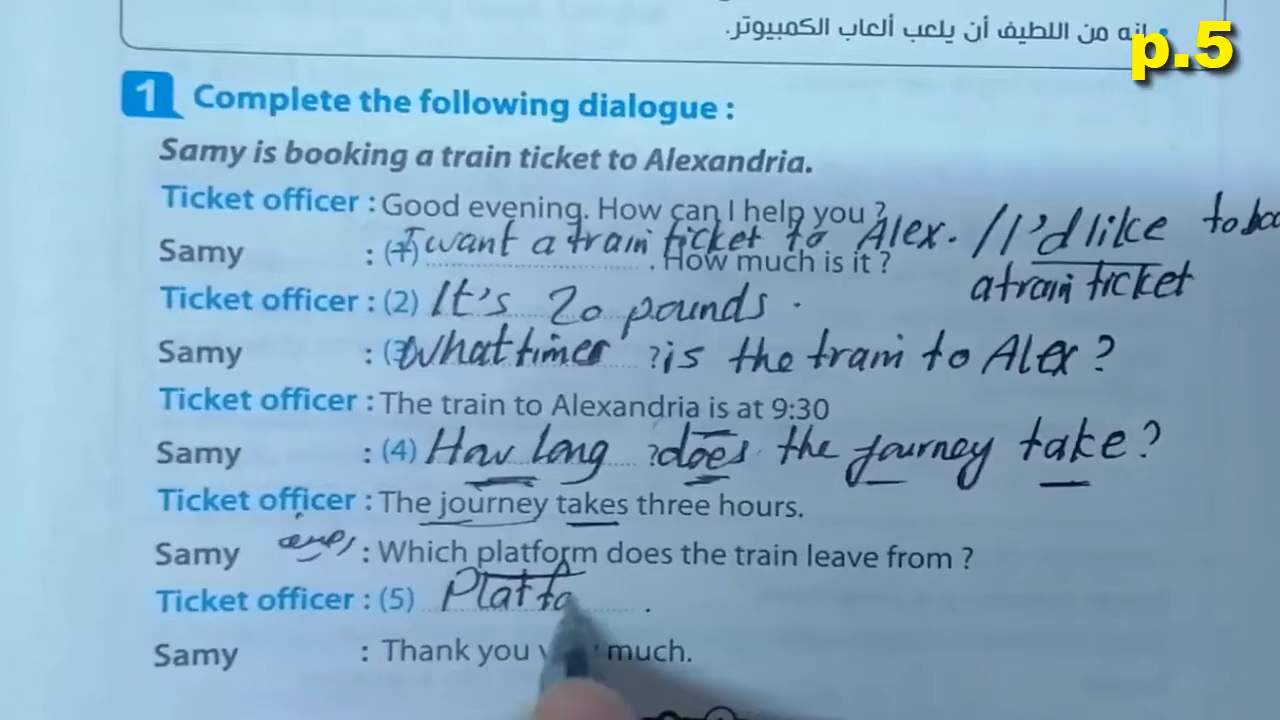 إنه من اللطيف أن يلعب ألعاب الكمبيوتر.
p.5
1 Complete the following dialogue :
Samy is booking a train ticket to Alexandria.
Ticket officer : Good evening. How can I help you ?
I want a train ticket to Alex. // I'd like to
Samy : (1) . How much is it ?
a train ticket
Ticket officer : (2) It's 20 pounds .
Samy : (3) What time ? is the train to Alex ?
Ticket officer : The train to Alexandria is at 9:30
Samy : (4) How long ? does the journey take ?
Ticket officer : The journey takes three hours.
رصيف
Samy : Which platform does the train leave from ?
Ticket officer : (5) Platfo .
Samy : Thank you much.